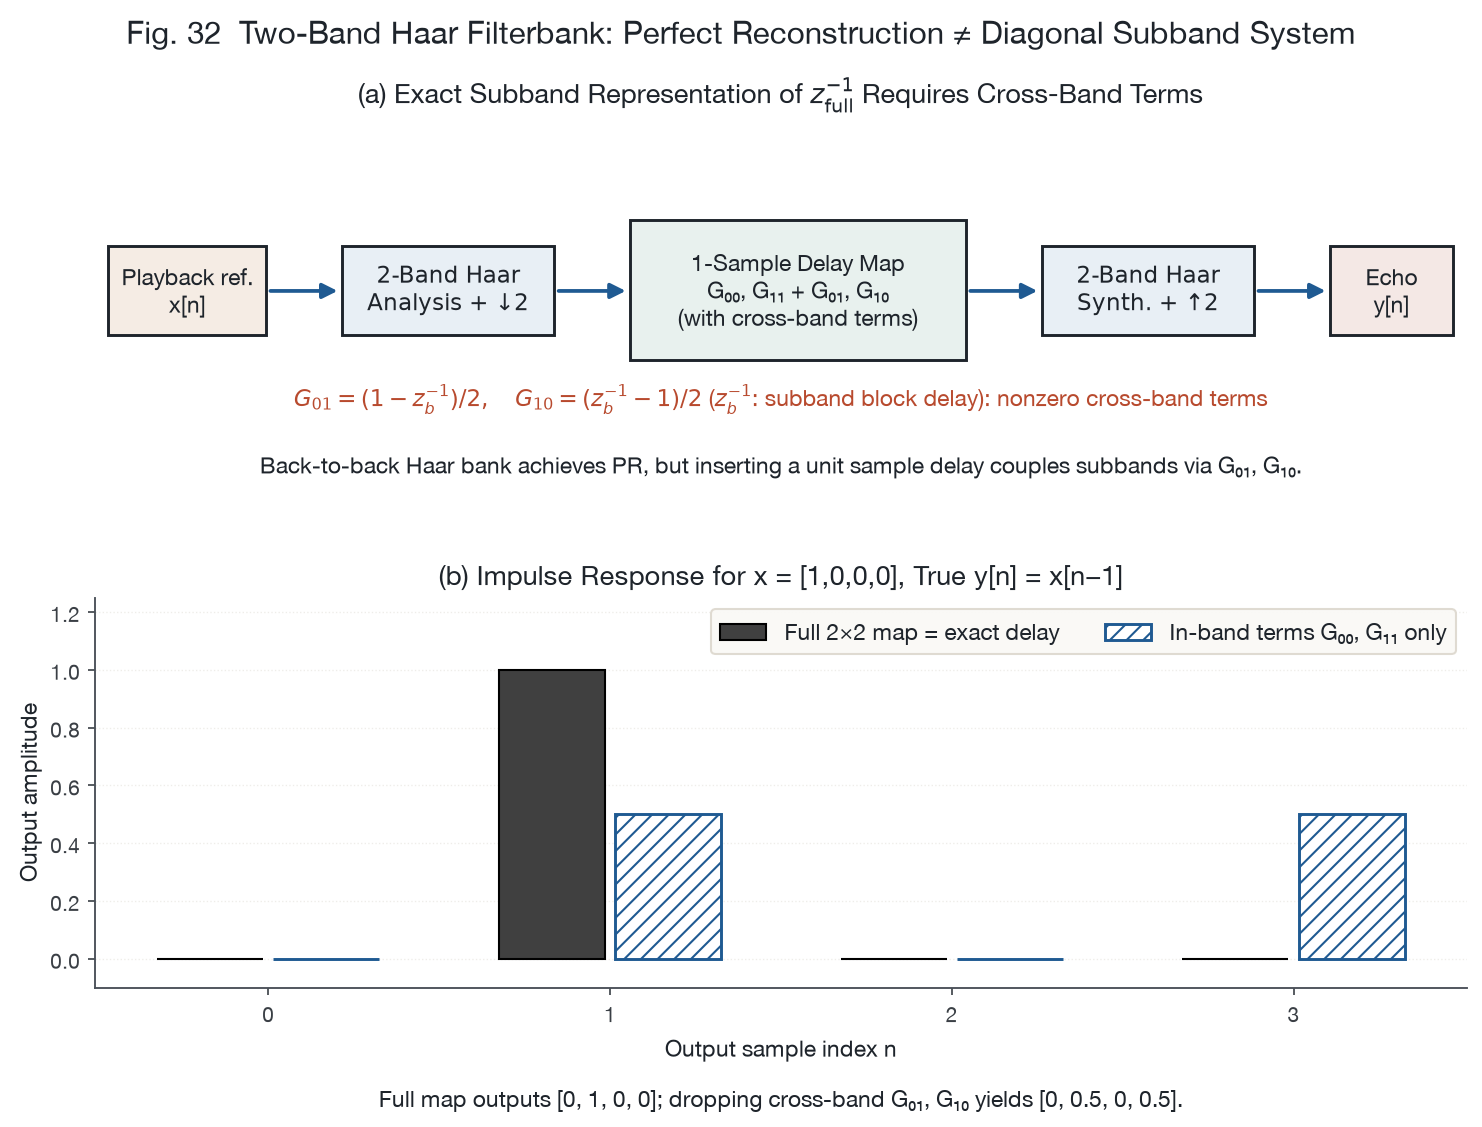 Fig. 32  Two-Band Haar Filterbank: Perfect Reconstruction ≠ Diagonal Subband System
(a) Exact Subband Representation of z_full^−1 Requires Cross-Band Terms
Playback ref.
x[n]
2-Band Haar
Analysis + ↓2
1-Sample Delay Map
G₀₀, G₁₁ + G₀₁, G₁₀
(with cross-band terms)
2-Band Haar
Synth. + ↑2
Echo
y[n]
G₀₁ = (1 − z_b^−1)/2,   G₁₀ = (z_b^−1 − 1)/2 (z_b^−1: subband block delay): nonzero cross-band terms
Back-to-back Haar bank achieves PR, but inserting a unit sample delay couples subbands via G₀₁, G₁₀.
(b) Impulse Response for x = [1,0,0,0], True y[n] = x[n−1]
Full 2×2 map = exact delay
In-band terms G₀₀, G₁₁ only
Output amplitude
1.2
1.0
0.8
0.6
0.4
0.2
0.0
0
1
2
3
Output sample index n
Full map outputs [0, 1, 0, 0]; dropping cross-band G₀₁, G₁₀ yields [0, 0.5, 0, 0.5].